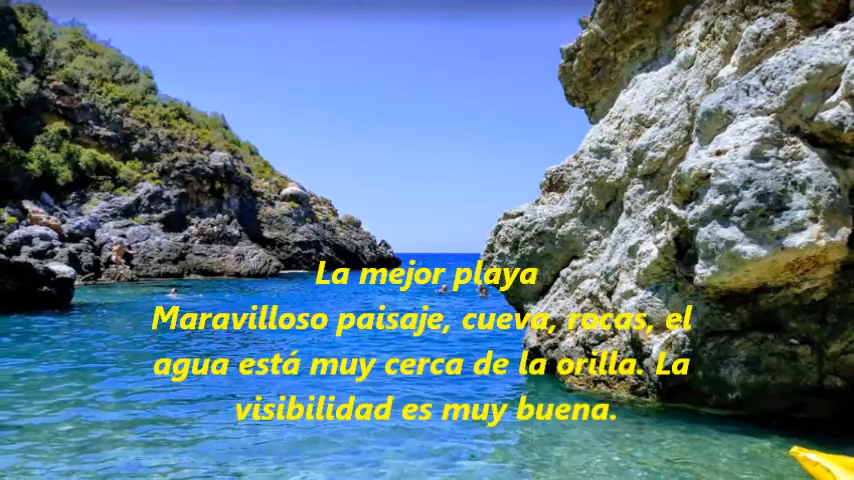 La mejor playa
Maravilloso paisaje, cueva, rocas, el
agua está muy cerca de la orilla. La
visibilidad es muy buena.